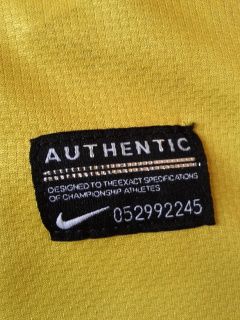 AUTHENTIC
DESIGNED TO THE EXACT SPECIFICATIONS
OF CHAMPIONSHIP ATHLETES
052992245